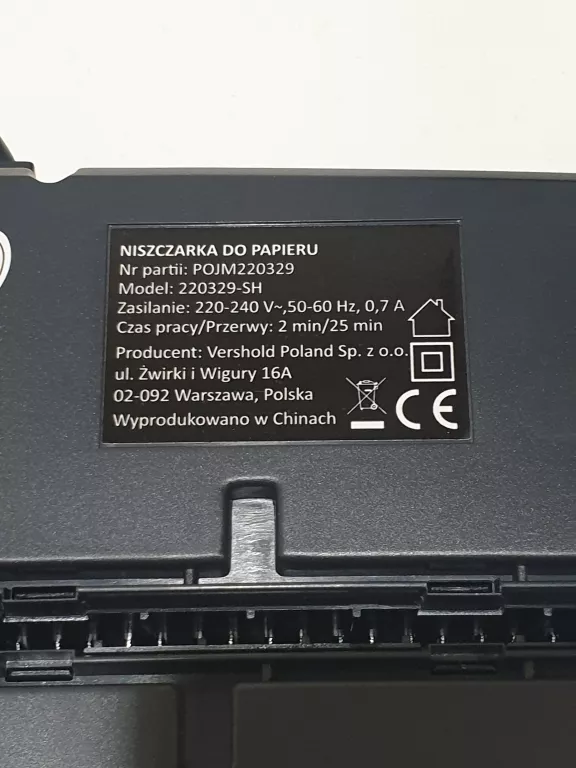 NISZCZARKA DO PAPIERU
Nr partii: POJM220329
Model: 220329-SH
Zasilanie: 220-240 V~,50-60 Hz, 0,7 A
Czas pracy/Przerwy: 2 min/25 min
Producent: Vershold Poland Sp. z o.o.
ul. Żwirki i Wigury 16A
02-092 Warszawa, Polska
Wyprodukowano w Chinach
CE